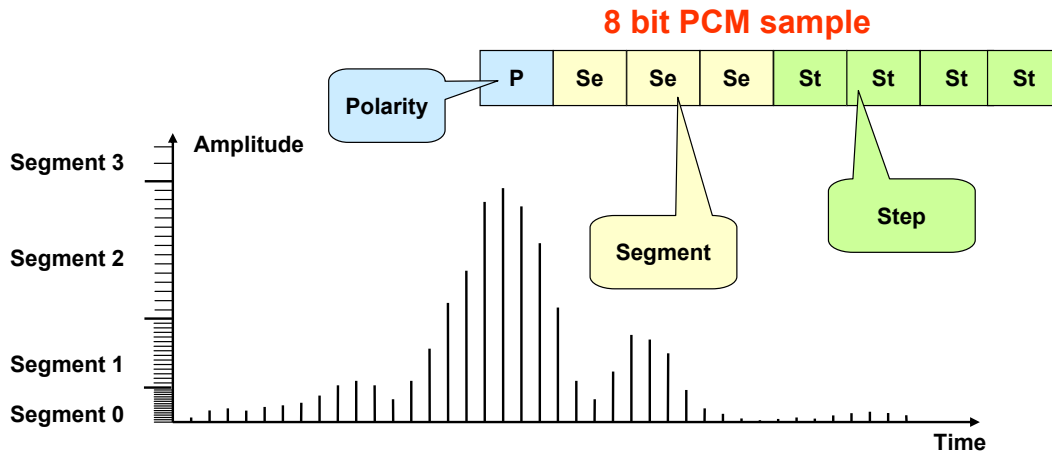 8 bit PCM sample
P Se Se Se St St St St
Polarity
Amplitude
Segment 3
Step
Segment
Segment 2
Segment 1
Segment 0
Time